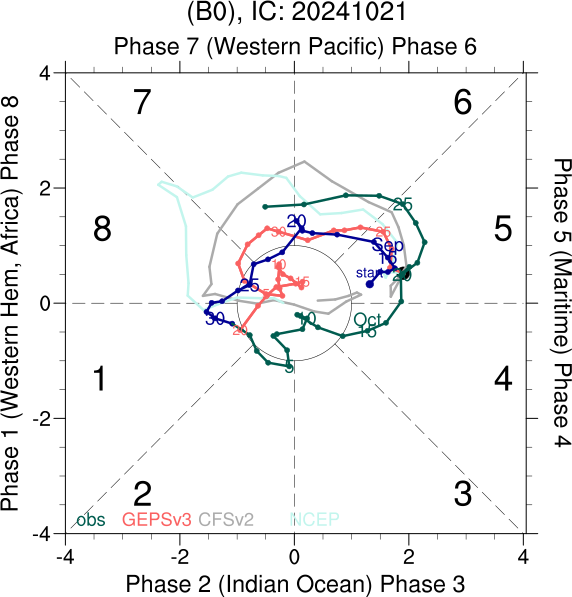 (B0), IC: 20241021
Phase 7 (Western Pacific) Phase 6
4
7
6
2
25
20
30
25
Sep
8
5
15
start
20
10
25
15
5
0
30
Oct
20
15
10
5
1
4
-2
2
3
obs GEPSv3 CFSv2 NCEP
-4
-4 -2 0 2 4
Phase 2 (Indian Ocean) Phase 3
Phase 1 (Western Hem, Africa) Phase 8
Phase 5 (Maritime) Phase 4